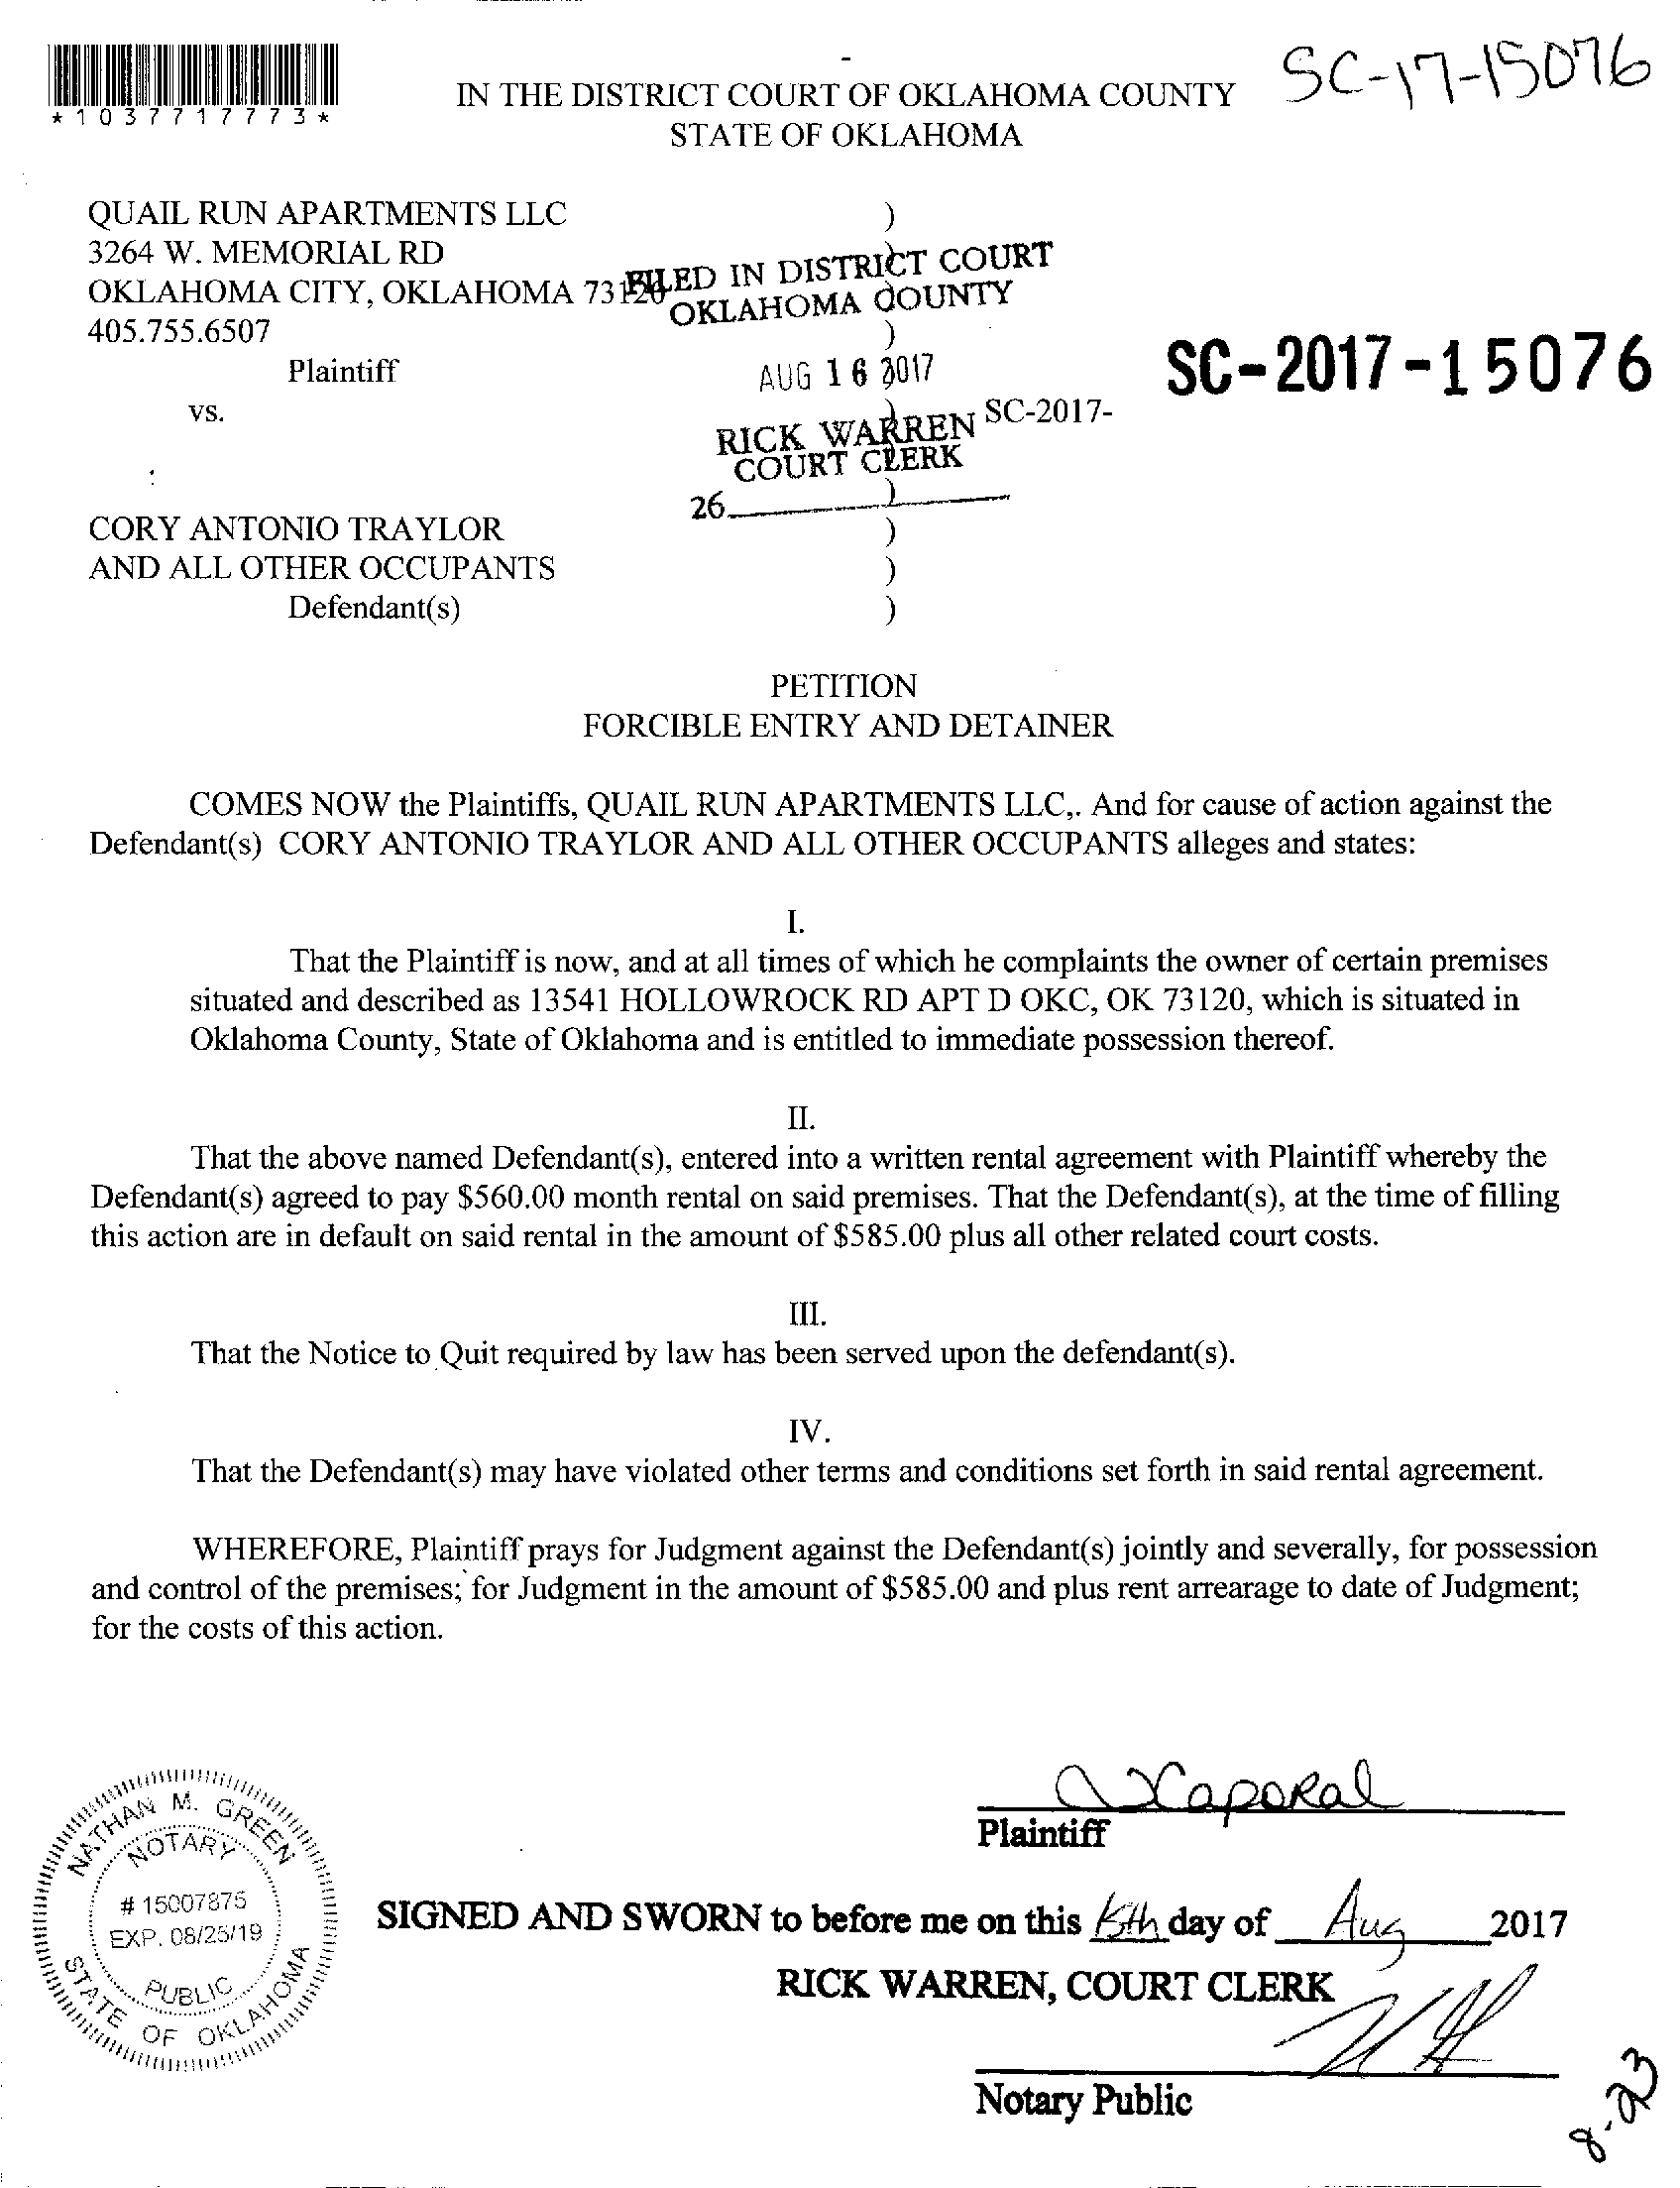 *1037717773*
SC-17-15076
IN THE DISTRICT COURT OF OKLAHOMA COUNTY
STATE OF OKLAHOMA
QUAIL RUN APARTMENTS LLC )
3264 W. MEMORIAL RD )
OKLAHOMA CITY, OKLAHOMA 73120 )
405.755.6507 )
Plaintiff )
vs. ) SC-2017-
FILED IN DISTRICT COURT
OKLAHOMA COUNTY
AUG 16 2017
RICK WARREN
COURT CLERK
26
SC-2017-15076
:
CORY ANTONIO TRAYLOR )
AND ALL OTHER OCCUPANTS )
Defendant(s) )
PETITION
FORCIBLE ENTRY AND DETAINER
COMES NOW the Plaintiffs, QUAIL RUN APARTMENTS LLC,. And for cause of action against the
Defendant(s) CORY ANTONIO TRAYLOR AND ALL OTHER OCCUPANTS alleges and states:
I.
That the Plaintiff is now, and at all times of which he complaints the owner of certain premises
situated and described as 13541 HOLLOWROCK RD APT D OKC, OK 73120, which is situated in
Oklahoma County, State of Oklahoma and is entitled to immediate possession thereof.
II.
That the above named Defendant(s), entered into a written rental agreement with Plaintiff whereby the
Defendant(s) agreed to pay $560.00 month rental on said premises. That the Defendant(s), at the time of filling
this action are in default on said rental in the amount of $585.00 plus all other related court costs.
III.
That the Notice to Quit required by law has been served upon the defendant(s).
IV.
That the Defendant(s) may have violated other terms and conditions set forth in said rental agreement.
WHEREFORE, Plaintiff prays for Judgment against the Defendant(s) jointly and severally, for possession
and control of the premises; for Judgment in the amount of $585.00 and plus rent arrearage to date of Judgment;
for the costs of this action.
Plaintiff
NATHAN M. GREEN
NOTARY
# 15007875
EXP. 08/25/19
PUBLIC
STATE OF OKLAHOMA
SIGNED AND SWORN to before me on this 15th day of Aug 2017
RICK WARREN, COURT CLERK
Notary Public
8-23